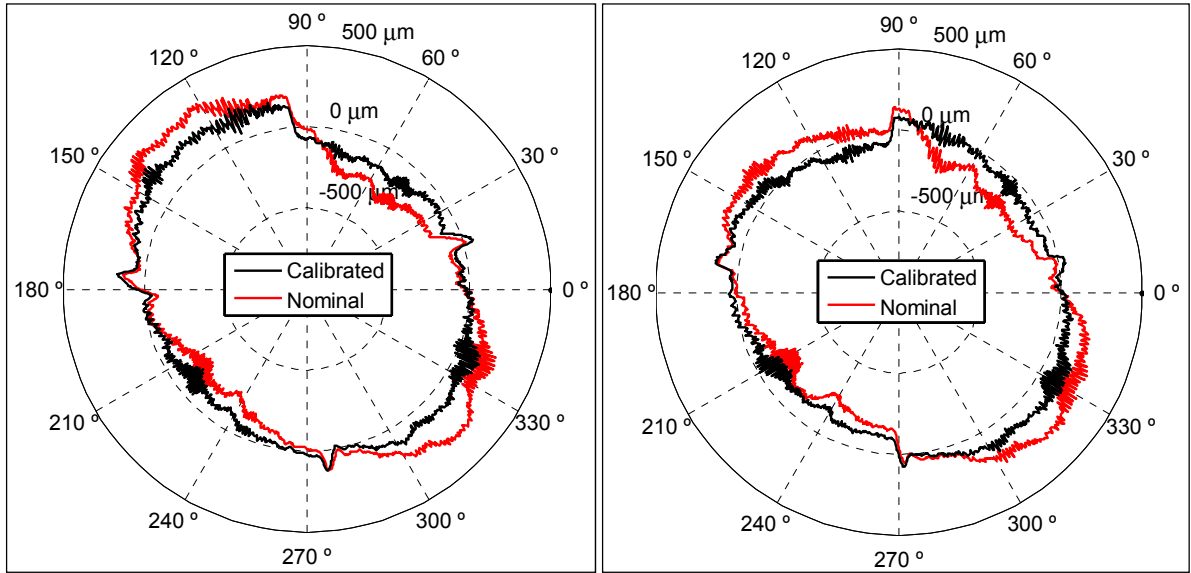 90 º
500 µm
120 º
60 º
0 µm
150 º
30 º
-500 µm
Calibrated
180 º
0 º
Nominal
210 º
330 º
240 º
300 º
270 º
90 º
500 µm
120 º
60 º
0 µm
150 º
30 º
-500 µm
Calibrated
180 º
0 º
Nominal
210 º
330 º
240 º
300 º
270 º